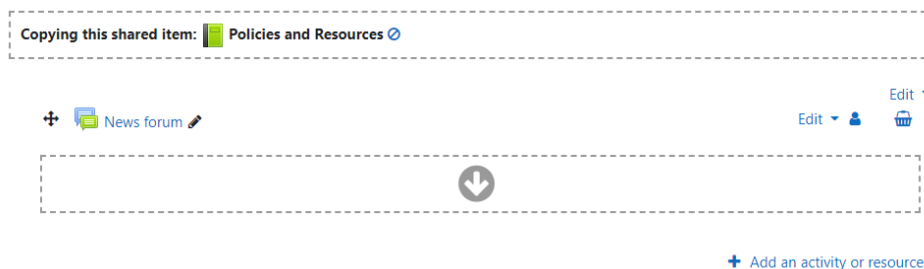 Copying this shared item: Policies and Resources
Edit
News forum Edit
Add an activity or resource